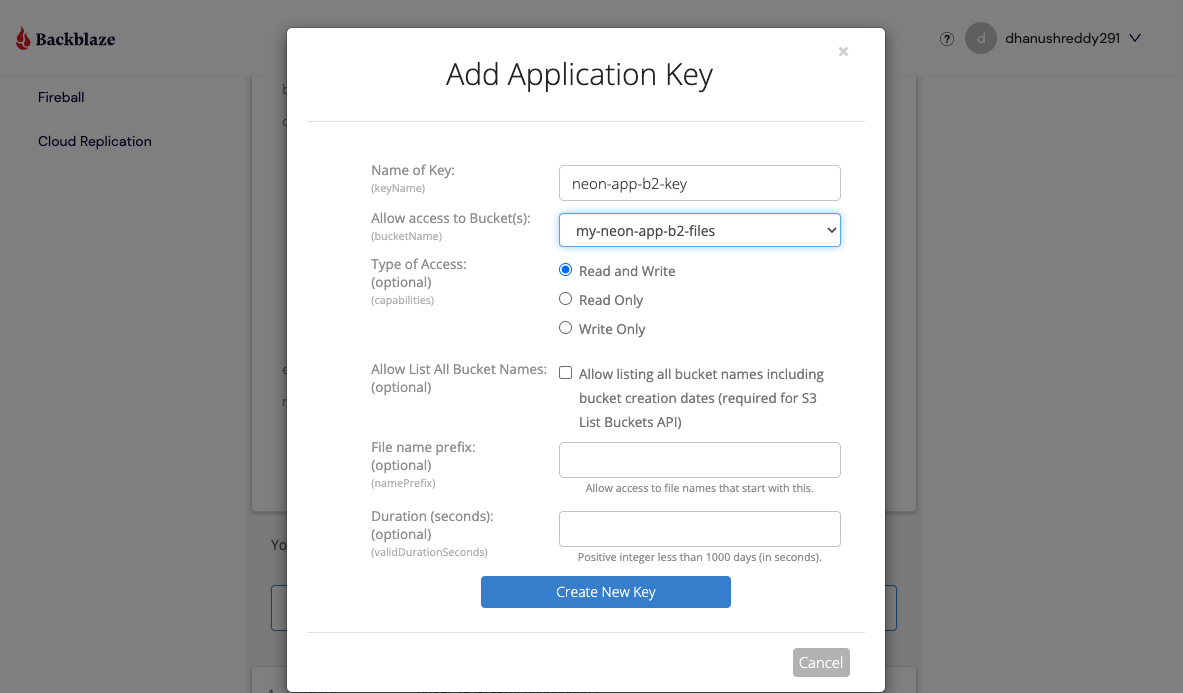 Backblaze
?
d
dhanushreddy291
Fireball
Cloud Replication
×
Add Application Key
Name of Key:
(keyName)
neon-app-b2-key
Allow access to Bucket(s):
(bucketName)
my-neon-app-b2-files
Type of Access:
(optional)
(capabilities)
Read and Write
Read Only
Write Only
Allow List All Bucket Names:
(optional)
Allow listing all bucket names including
bucket creation dates (required for S3
List Buckets API)
File name prefix:
(optional)
(namePrefix)
Allow access to file names that start with this.
Duration (seconds):
(optional)
(validDurationSeconds)
Positive integer less than 1000 days (in seconds).
Yo
Create New Key
Cancel